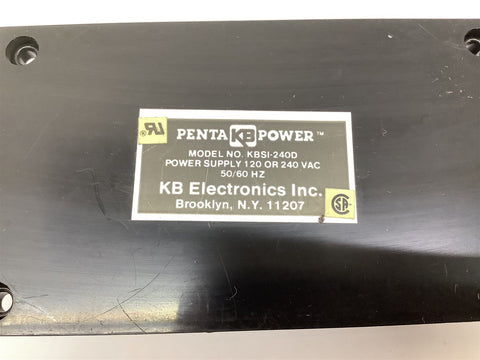 PENTA KB POWER™
MODEL NO. KBSI-240D
POWER SUPPLY 120 OR 240 VAC
50/60 HZ
KB Electronics Inc.
Brooklyn, N.Y. 11207